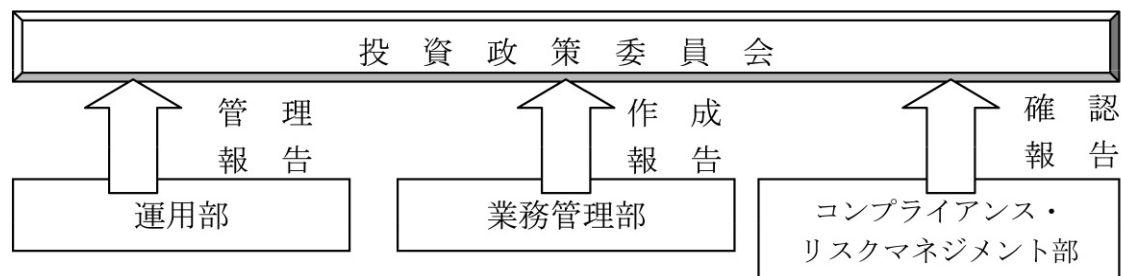 投資政策委員会
管理
報告
作成
報告
確認
報告
運用部
業務管理部
コンプライアンス・
リスクマネジメント部